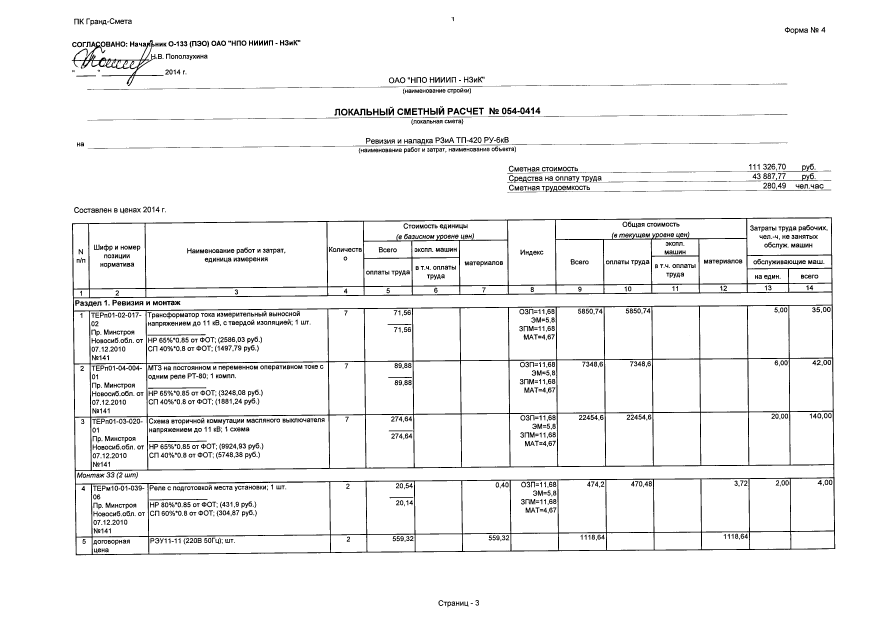 ПК Гранд-Смета
Форма № 4
СОГЛАСОВАНО: Начальник О-133 (ПЭО) ОАО "НПО НИИИП - НЗиК"
Н.В. Поползухина
"____" ____________ 2014 г.
ОАО "НПО НИИИП - НЗиК"
(наименование стройки)
ЛОКАЛЬНЫЙ СМЕТНЫЙ РАСЧЕТ № 054-0414
(локальная смета)
на Ревизия и наладка РЗиА ТП-420 РУ-6кВ
(наименование работ и затрат, наименование объекта)
Сметная стоимость 111 326,70 руб.
Средства на оплату труда 43 887,77 руб.
Сметная трудоемкость 280,49 чел.час
Составлен в ценах 2014 г.
N п/п
Шифр и номер позиции норматива
Наименование работ и затрат, единица измерения
Количество
Стоимость единицы
(в базисном уровне цен)
Всего
экспл. машин
материалов
оплаты труда
в т.ч. оплаты труда
Индекс
Общая стоимость
(в текущем уровне цен)
Всего
оплаты труда
экспл. машин
в т.ч. оплаты труда
материалов
Затраты труда рабочих, чел.-ч, не занятых обслуж. машин
обслуживающие маш.
на един.
всего
1 2 3 4 5 6 7 8 9 10 11 12 13 14
Раздел 1. Ревизия и монтаж
1 ТЕРп01-02-017- Трансформатор тока измерительный выносной 7 71,56 ОЗП=11,68 5850,74 5850,74 5,00 35,00
02 напряжением до 11 кВ, с твердой изоляцией; 1 шт. ЭМ=5,8
Пр. Минстроя 71,56 ЗПМ=11,68
Новосиб.обл. от НР 65%*0.85 от ФОТ; (2586,03 руб.) МАТ=4,67
07.12.2010 СП 40%*0.8 от ФОТ; (1497,79 руб.)
№141
2 ТЕРп01-04-004- МТЗ на постоянном и переменном оперативном токе с 7 89,88 ОЗП=11,68 7348,6 7348,6 6,00 42,00
01 одним реле РТ-80; 1 компл. ЭМ=5,8
Пр. Минстроя 89,88 ЗПМ=11,68
Новосиб.обл. от НР 65%*0.85 от ФОТ; (3248,08 руб.) МАТ=4,67
07.12.2010 СП 40%*0.8 от ФОТ; (1881,24 руб.)
№141
3 ТЕРп01-03-020- Схема вторичной коммутации масляного выключателя 7 274,64 ОЗП=11,68 22454,6 22454,6 20,00 140,00
01 напряжением до 11 кВ; 1 схема ЭМ=5,8
Пр. Минстроя 274,64 ЗПМ=11,68
Новосиб.обл. от НР 65%*0.85 от ФОТ; (9924,93 руб.) МАТ=4,67
07.12.2010 СП 40%*0.8 от ФОТ; (5748,38 руб.)
№141
Монтаж ЗЗ (2 шт)
4 ТЕРм10-01-039- Реле с подготовкой места установки; 1 шт. 2 20,54 0,40 ОЗП=11,68 474,2 470,48 3,72 2,00 4,00
06 ЭМ=5,8
Пр. Минстроя НР 80%*0.85 от ФОТ; (431,9 руб.) 20,14 ЗПМ=11,68
Новосиб.обл. от СП 60%*0.8 от ФОТ; (304,87 руб.) МАТ=4,67
07.12.2010
№141
5 договорная цена РЭУ11-11 (220В 50Гц); шт. 2 559,32 559,32 1118,64 1118,64
Страниц - 3